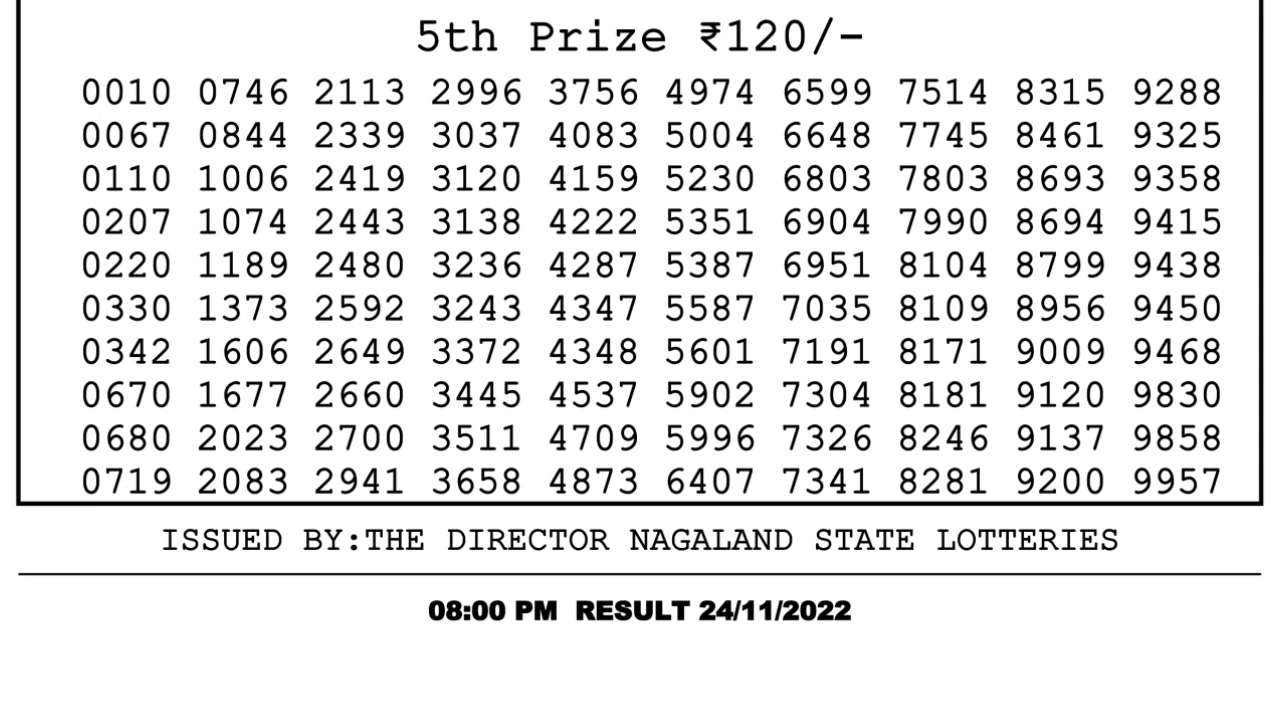 5th Prize ₹120/-
0010 0746 2113 2996 3756 4974 6599 7514 8315 9288
0067 0844 2339 3037 4083 5004 6648 7745 8461 9325
0110 1006 2419 3120 4159 5230 6803 7803 8693 9358
0207 1074 2443 3138 4222 5351 6904 7990 8694 9415
0220 1189 2480 3236 4287 5387 6951 8104 8799 9438
0330 1373 2592 3243 4347 5587 7035 8109 8956 9450
0342 1606 2649 3372 4348 5601 7191 8171 9009 9468
0670 1677 2660 3445 4537 5902 7304 8181 9120 9830
0680 2023 2700 3511 4709 5996 7326 8246 9137 9858
0719 2083 2941 3658 4873 6407 7341 8281 9200 9957
ISSUED BY:THE DIRECTOR NAGALAND STATE LOTTERIES
08:00 PM RESULT 24/11/2022